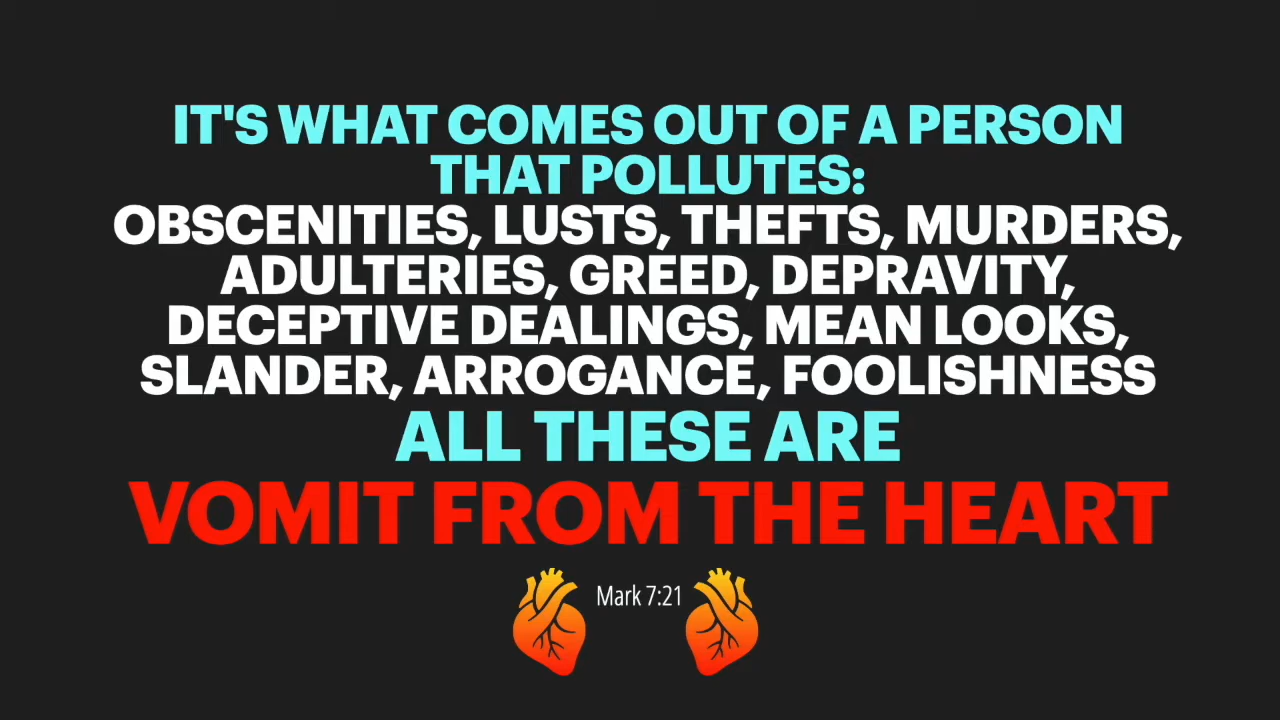 IT'S WHAT COMES OUT OF A PERSON
THAT POLLUTES:
OBSCENITIES, LUSTS, THEFTS, MURDERS,
ADULTERIES, GREED, DEPRAVITY,
DECEPTIVE DEALINGS, MEAN LOOKS,
SLANDER, ARROGANCE, FOOLISHNESS
ALL THESE ARE
VOMIT FROM THE HEART
Mark 7:21